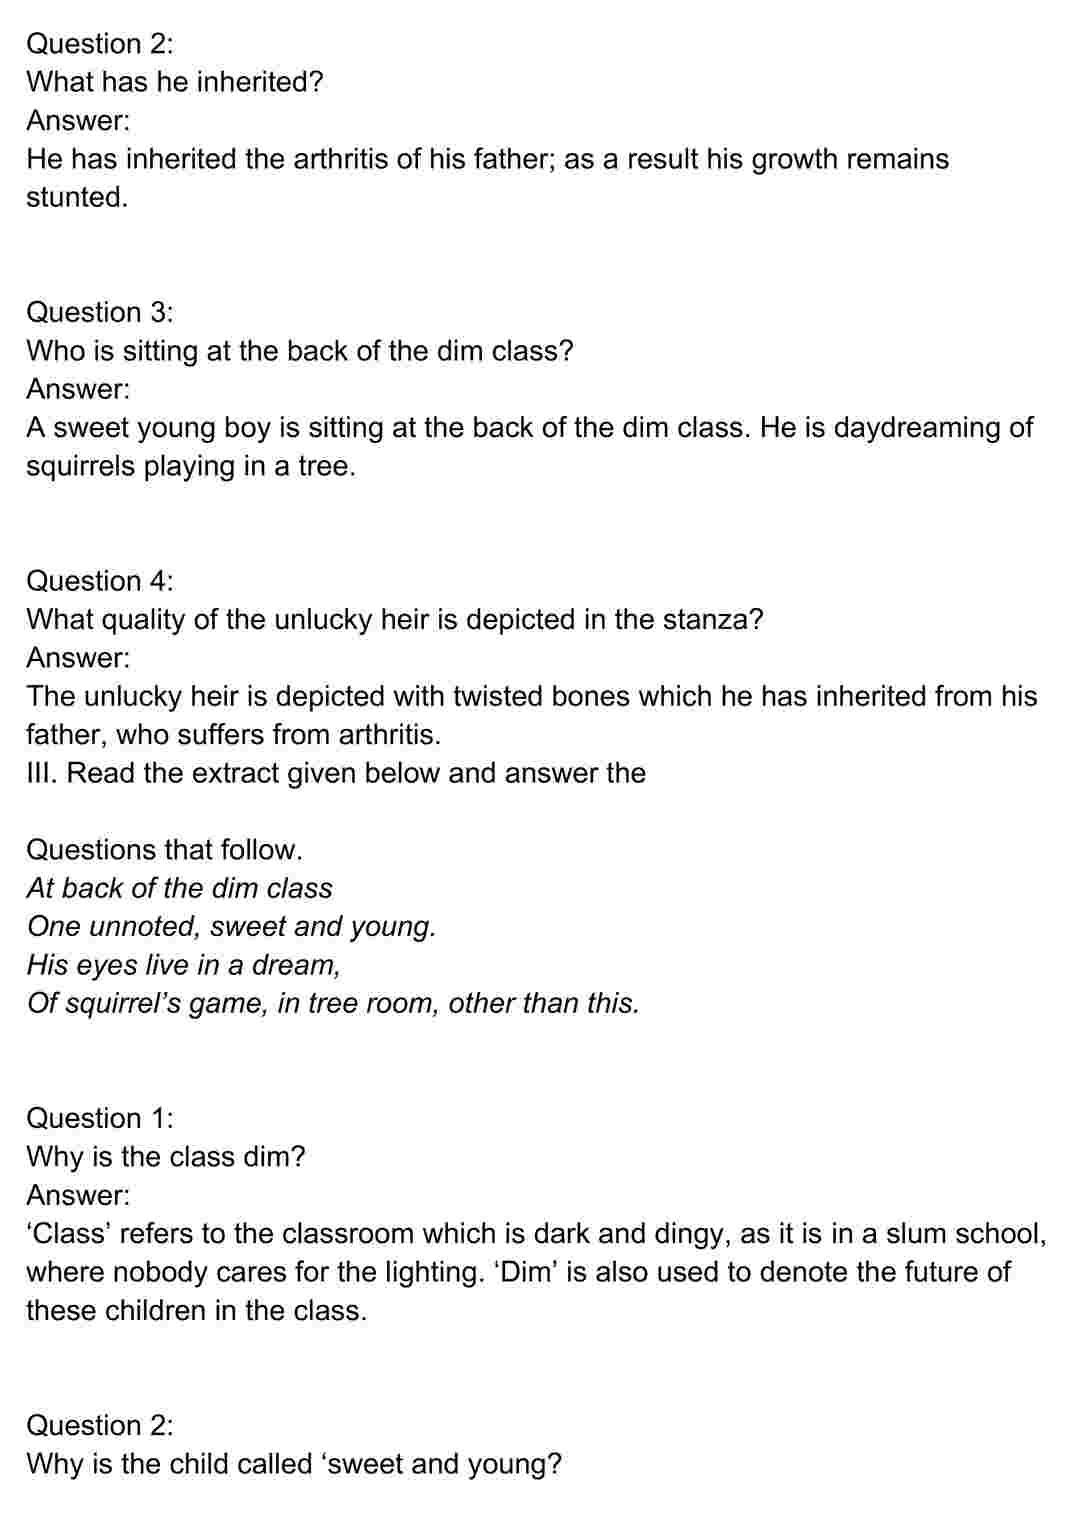 Question 2:
What has he inherited?
Answer:
He has inherited the arthritis of his father; as a result his growth remains
stunted.
Question 3:
Who is sitting at the back of the dim class?
Answer:
A sweet young boy is sitting at the back of the dim class. He is daydreaming of
squirrels playing in a tree.
Question 4:
What quality of the unlucky heir is depicted in the stanza?
Answer:
The unlucky heir is depicted with twisted bones which he has inherited from his
father, who suffers from arthritis.
III. Read the extract given below and answer the
Questions that follow.
At back of the dim class
One unnoted, sweet and young.
His eyes live in a dream,
Of squirrel’s game, in tree room, other than this.
Question 1:
Why is the class dim?
Answer:
‘Class’ refers to the classroom which is dark and dingy, as it is in a slum school,
where nobody cares for the lighting. ‘Dim’ is also used to denote the future of
these children in the class.
Question 2:
Why is the child called ‘sweet and young?